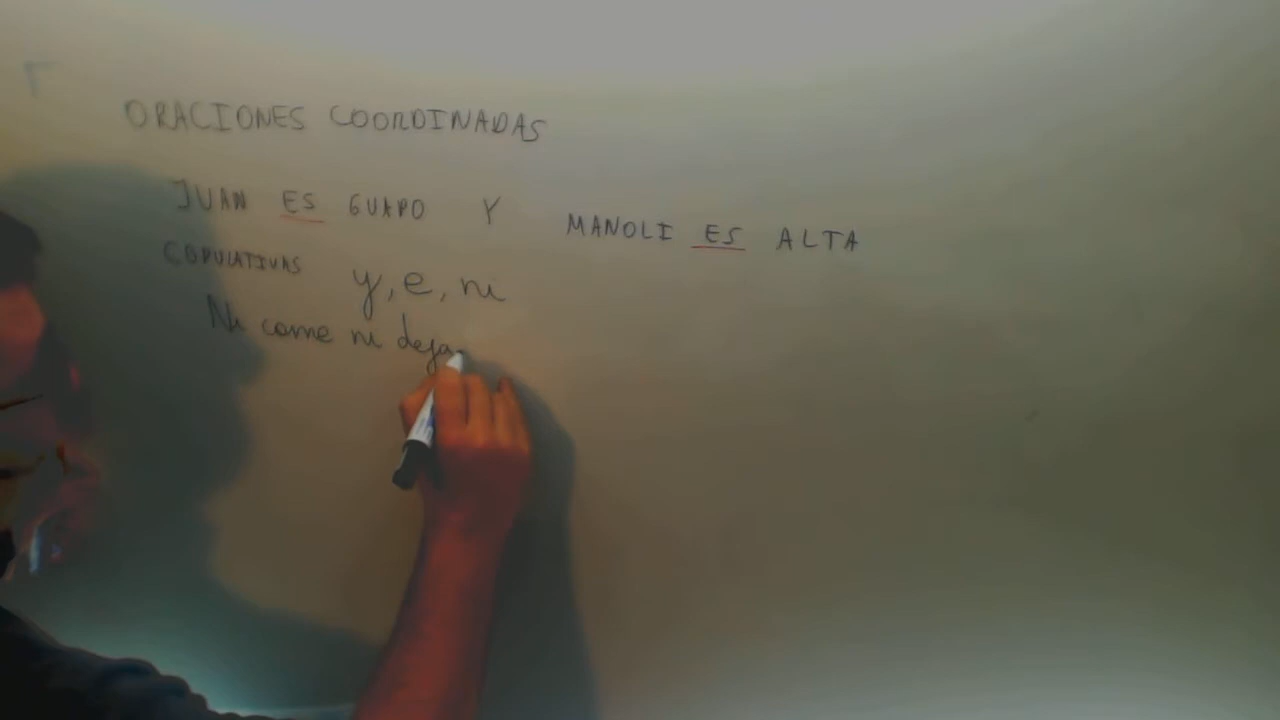 ORACIONES COORDINADAS
JUAN ES GUAPO Y MANOLI ES ALTA
COPULATIVAS y, e, ni
Ni come ni deja